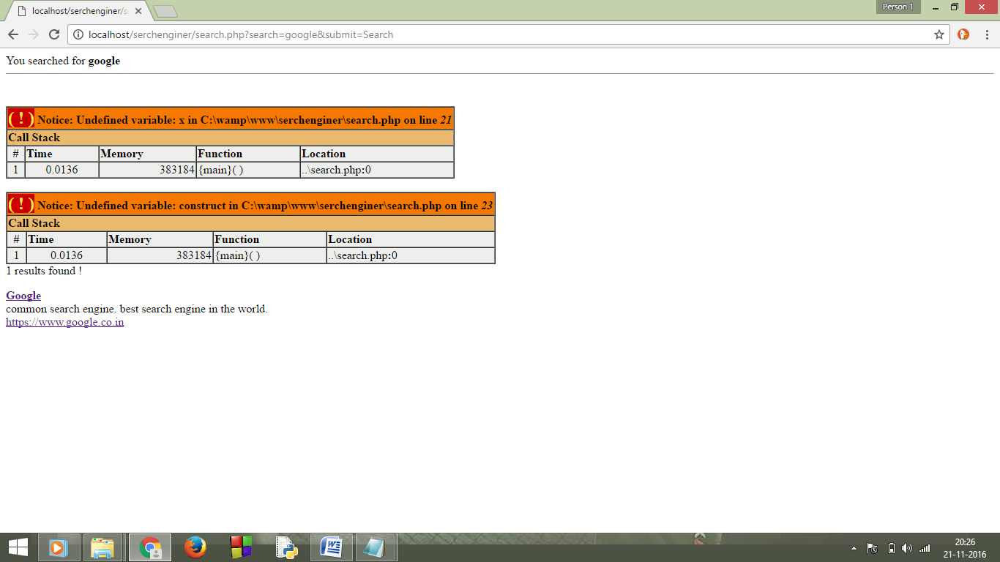 localhost/serchenginer/s
Person 1
localhost/serchenginer/search.php?search=google&submit=Search
You searched for google
( ! ) Notice: Undefined variable: x in C:\wamp\www\serchenginer\search.php on line 21
Call Stack
# Time Memory Function Location
1 0.0136 383184 {main}( ) ..\search.php:0
( ! ) Notice: Undefined variable: construct in C:\wamp\www\serchenginer\search.php on line 23
Call Stack
# Time Memory Function Location
1 0.0136 383184 {main}( ) ..\search.php:0
1 results found !
Google
common search engine. best search engine in the world.
https://www.google.co.in
20:26
21-11-2016